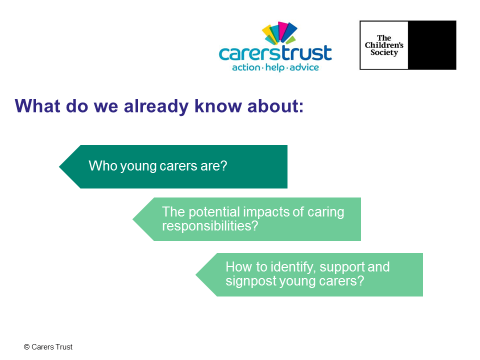 carerstrust
action·help·advice
The
Children's
Society
What do we already know about:
Who young carers are?
The potential impacts of caring
responsibilities?
How to identify, support and
signpost young carers?
© Carers Trust